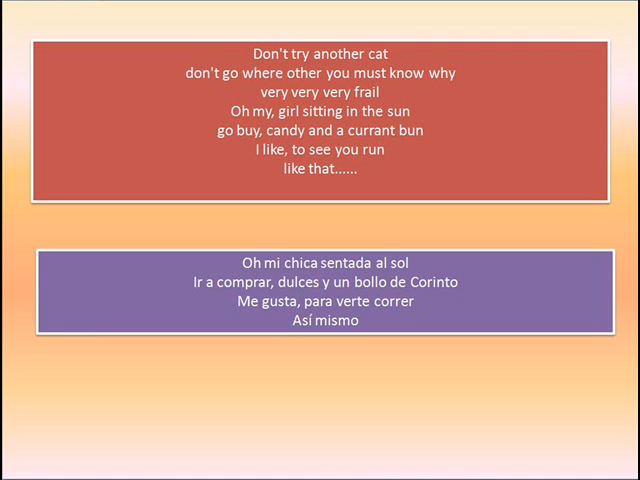 Don't try another cat
don't go where other you must know why
very very very frail
Oh my, girl sitting in the sun
go buy, candy and a currant bun
I like, to see you run
like that......
Oh mi chica sentada al sol
Ir a comprar, dulces y un bollo de Corinto
Me gusta, para verte correr
Así mismo